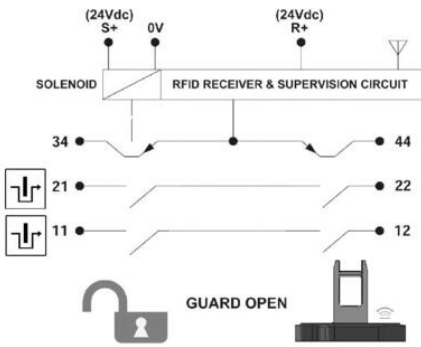 (24Vdc) (24Vdc)
S+ 0V R+
SOLENOID RFID RECEIVER & SUPERVISION CIRCUIT
34 44
21 22
11 12
GUARD OPEN